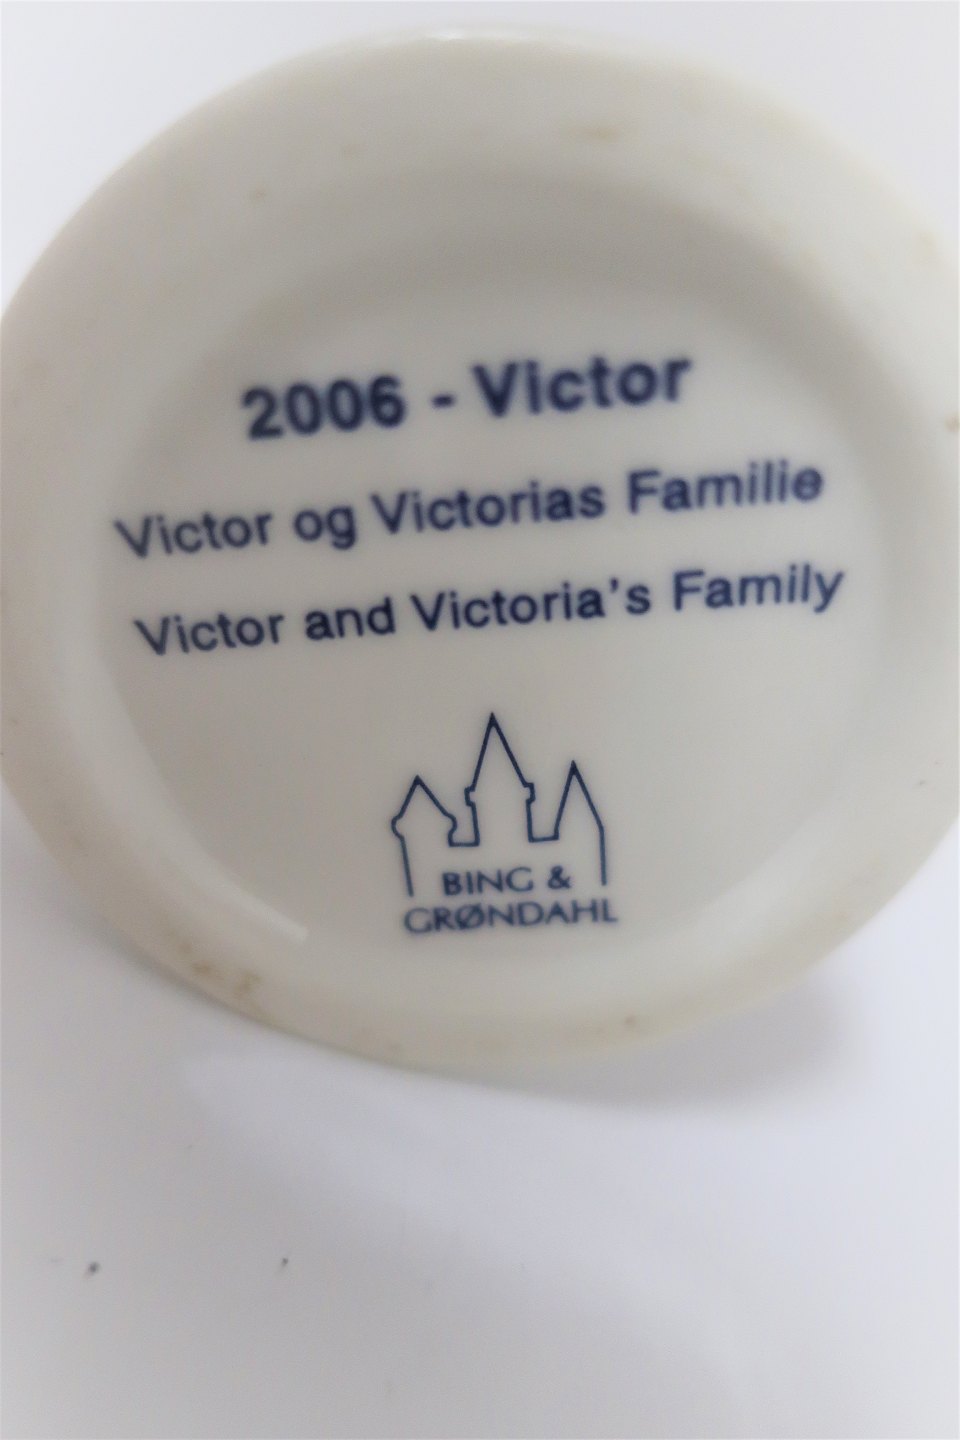 2006 - Victor
Victor og Victorias Familie
Victor and Victoria's Family
BING &
GRØNDAHL